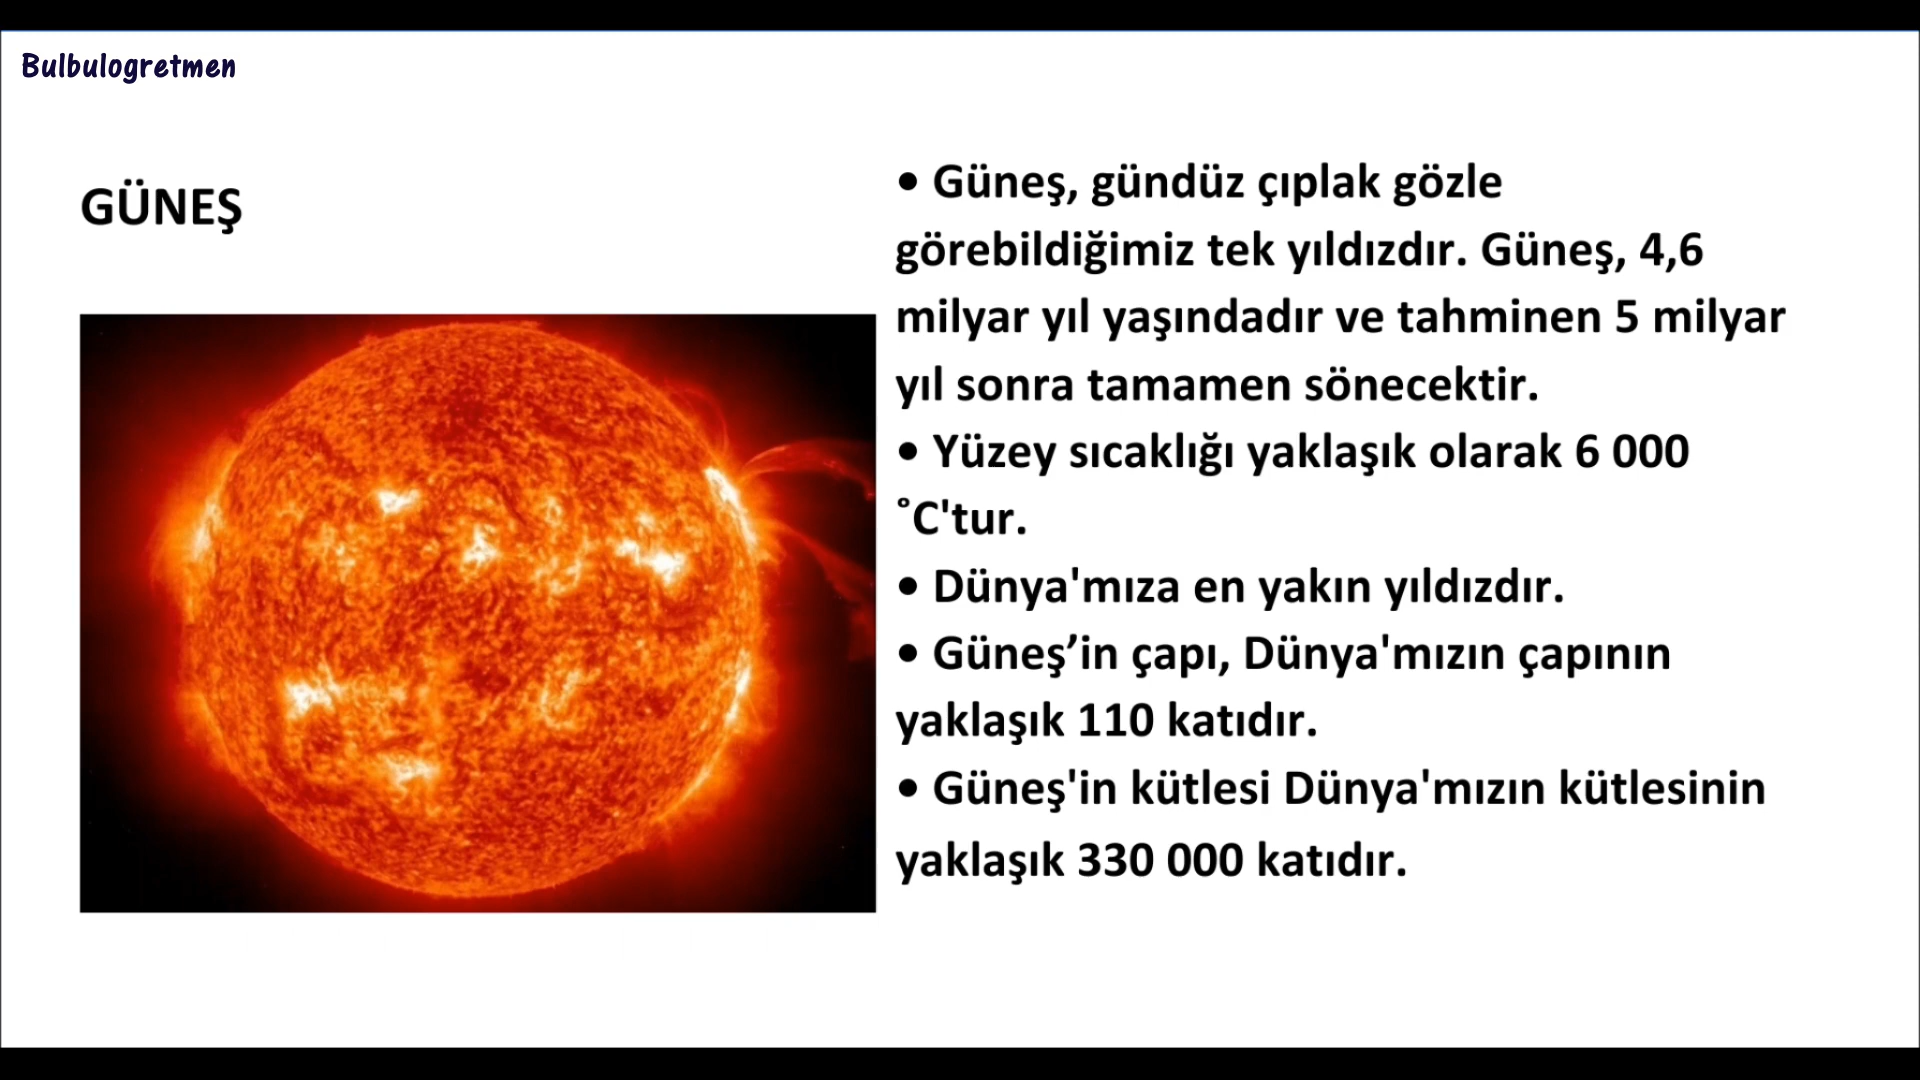 Bulbulogretmen
GÜNEŞ
• Güneş, gündüz çıplak gözle
görebildiğimiz tek yıldızdır. Güneş, 4,6
milyar yıl yaşındadır ve tahminen 5 milyar
yıl sonra tamamen sönecektir.
• Yüzey sıcaklığı yaklaşık olarak 6 000
˚C'tur.
• Dünya'mıza en yakın yıldızdır.
• Güneş’in çapı, Dünya'mızın çapının
yaklaşık 110 katıdır.
• Güneş'in kütlesi Dünya'mızın kütlesinin
yaklaşık 330 000 katıdır.